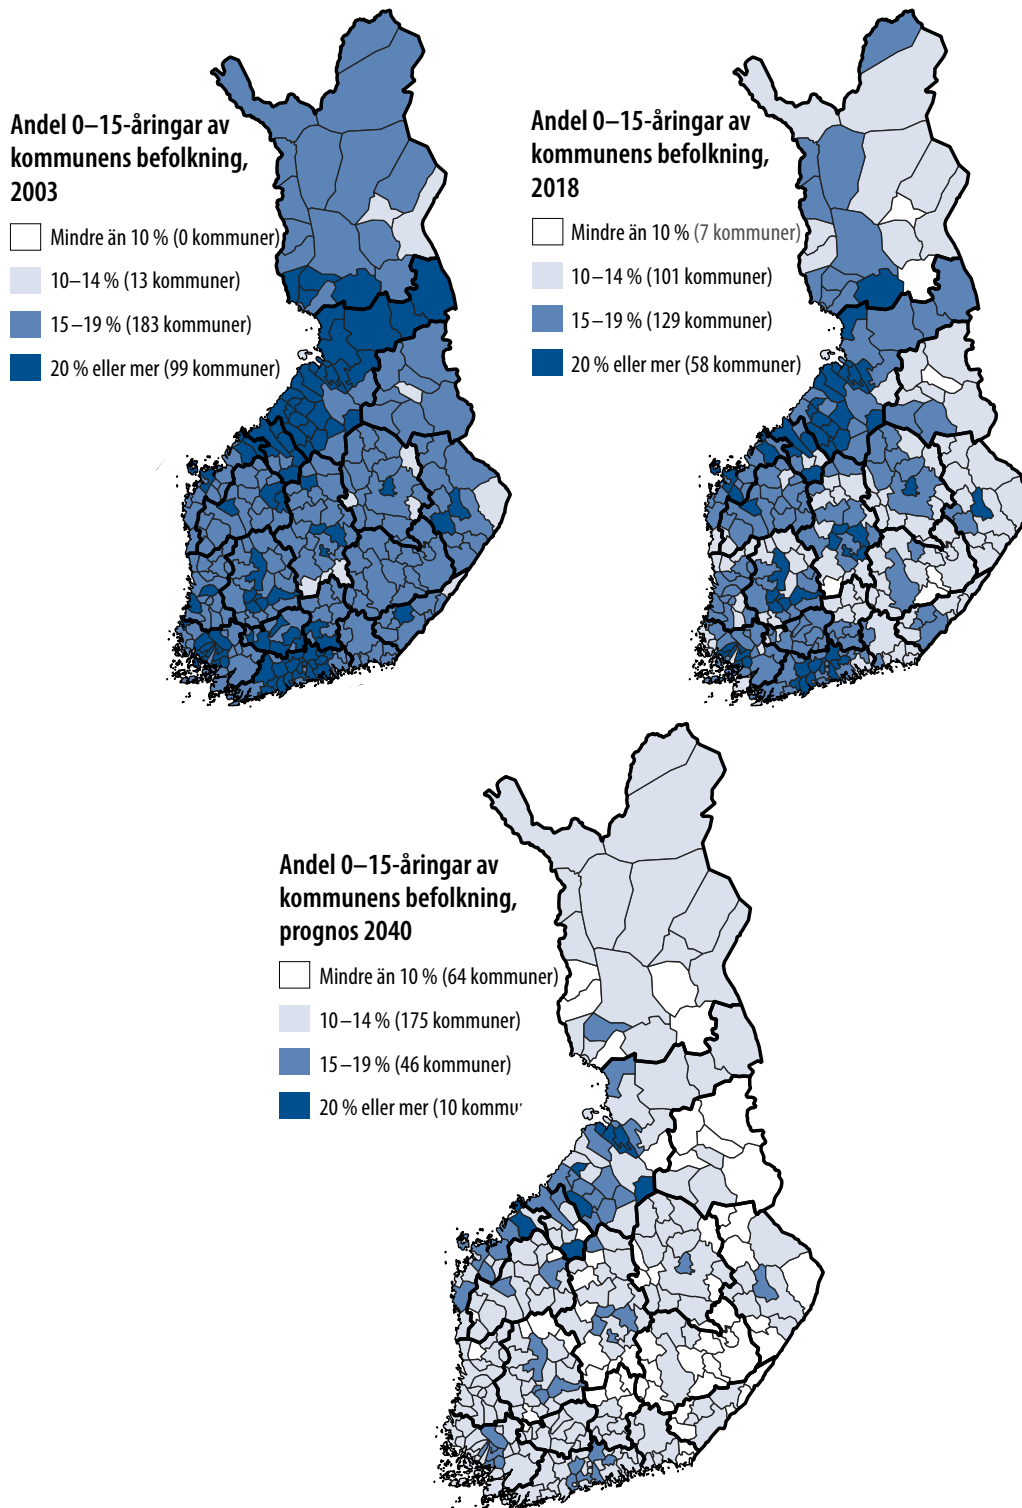 Andel 0–15-åringar av
kommunens befolkning,
2003
Mindre än 10 % (0 kommuner)
10–14 % (13 kommuner)
15–19 % (183 kommuner)
20 % eller mer (99 kommuner)
Andel 0–15-åringar av
kommunens befolkning,
2018
Mindre än 10 % (7 kommuner)
10–14 % (101 kommuner)
15–19 % (129 kommuner)
20 % eller mer (58 kommuner)
Andel 0–15-åringar av
kommunens befolkning,
prognos 2040
Mindre än 10 % (64 kommuner)
10–14 % (175 kommuner)
15–19 % (46 kommuner)
20 % eller mer (10